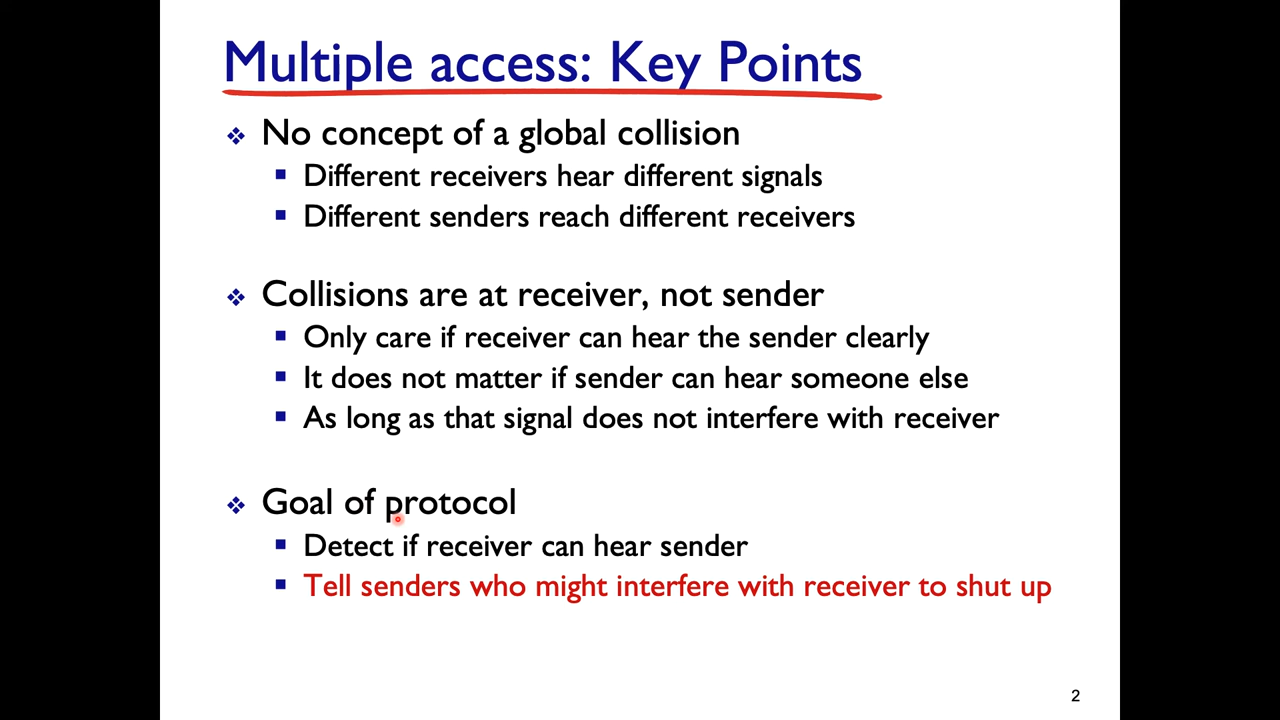 Multiple access: Key Points
No concept of a global collision
Different receivers hear different signals
Different senders reach different receivers
Collisions are at receiver, not sender
Only care if receiver can hear the sender clearly
It does not matter if sender can hear someone else
As long as that signal does not interfere with receiver
Goal of protocol
Detect if receiver can hear sender
Tell senders who might interfere with receiver to shut up
2